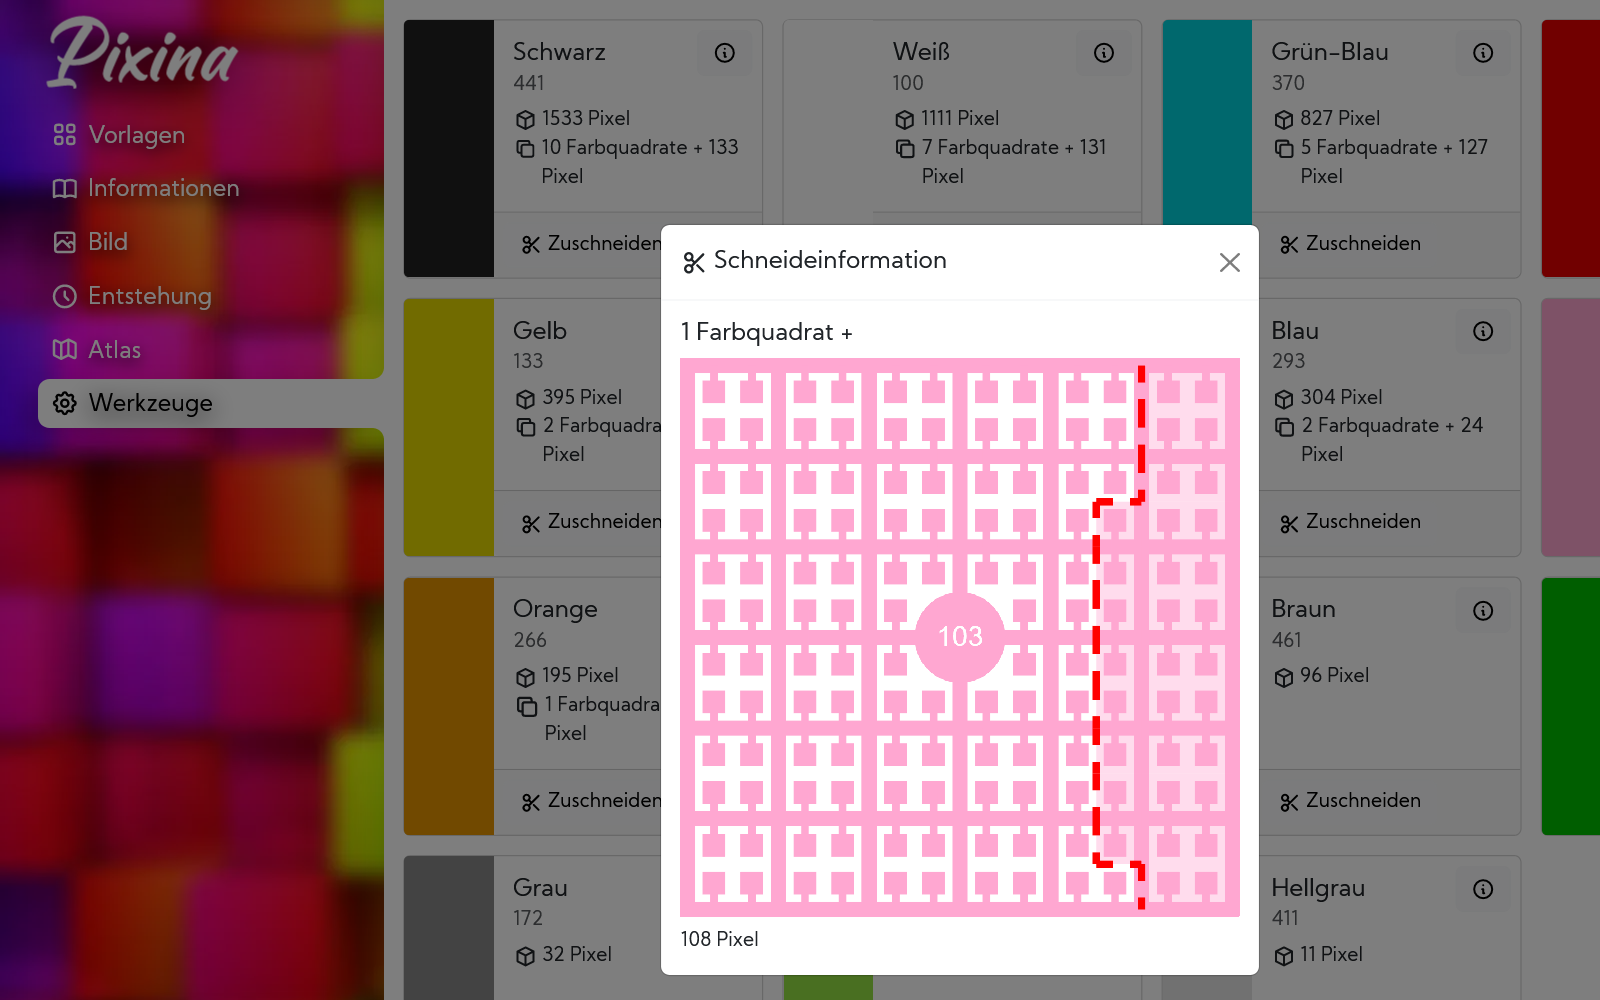 Pixina
Vorlagen
Informationen
Bild
Entstehung
Atlas
Werkzeuge
Schwarz
441
1533 Pixel
10 Farbquadrate + 133
Pixel
Zuschneiden
Weiß
100
1111 Pixel
7 Farbquadrate + 131
Pixel
Grün-Blau
370
827 Pixel
5 Farbquadrate + 127
Pixel
Zuschneiden
Gelb
133
395 Pixel
2 Farbquadra
Pixel
Zuschneiden
Blau
293
304 Pixel
2 Farbquadrate + 24
Pixel
Zuschneiden
Orange
266
195 Pixel
1 Farbquadra
Pixel
Zuschneiden
Braun
461
96 Pixel
Zuschneiden
Grau
172
32 Pixel
Hellgrau
411
11 Pixel
Schneideinformation
1 Farbquadrat +
103
108 Pixel